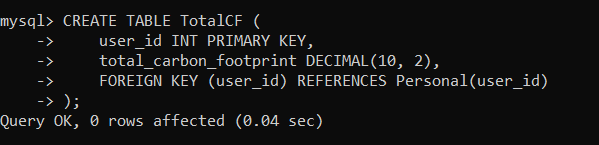 mysql> CREATE TABLE TotalCF (
    ->     user_id INT PRIMARY KEY,
    ->     total_carbon_footprint DECIMAL(10, 2),
    ->     FOREIGN KEY (user_id) REFERENCES Personal(user_id)
    -> );
Query OK, 0 rows affected (0.04 sec)